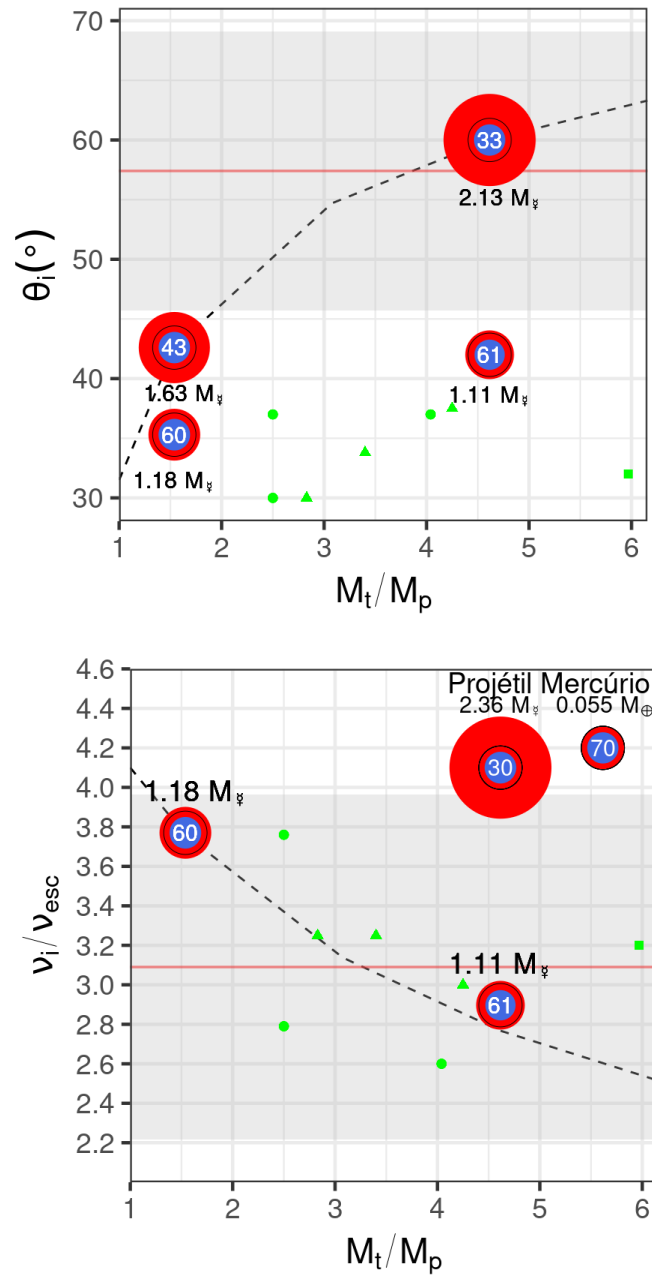 70
60
50
40
30
θᵢ(°)
33
2.13 M☿
43
1.63 M☿
61
1.11 M☿
60
1.18 M☿
1 2 3 4 5 6
Mₜ/Mₚ
4.6
4.4
4.2
4.0
3.8
3.6
3.4
3.2
3.0
2.8
2.6
2.4
2.2
νᵢ/νesc
Projétil Mercúrio
2.36 M☿ 0.055 M⊕
70
30
1.18 M☿
60
1.11 M☿
61
1 2 3 4 5 6
Mₜ/Mₚ